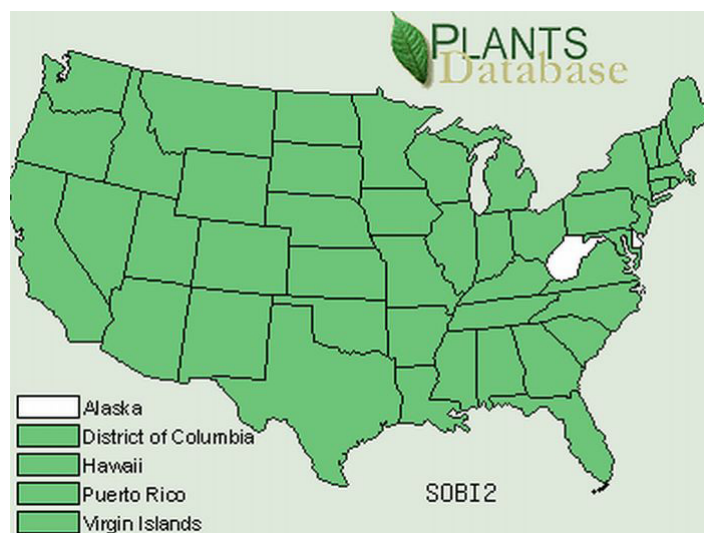 PLANTS
Database
Alaska
District of Columbia
Hawaii
Puerto Rico
Virgin Islands
SOBI2